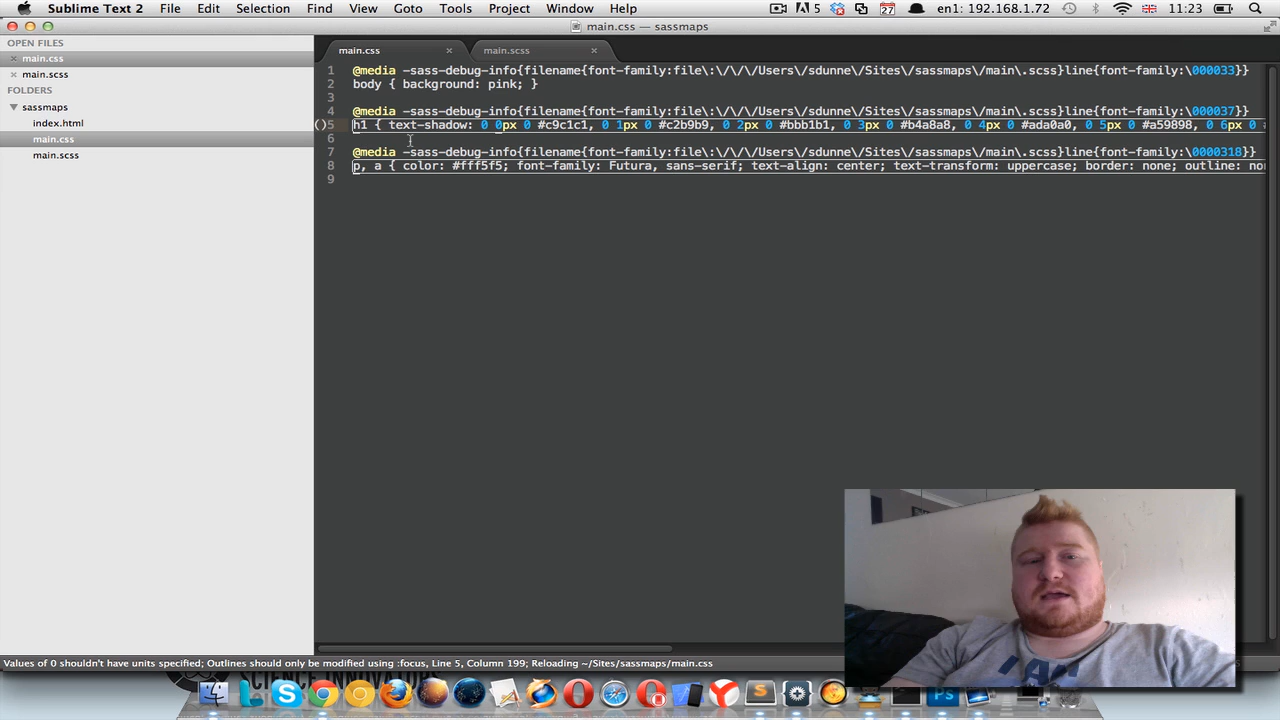 Sublime Text 2 File Edit Selection Find View Goto Tools Project Window Help 5 27 en1: 192.168.1.72 11:23
main.css — sassmaps
OPEN FILES
main.css
main.scss
FOLDERS
sassmaps
index.html
main.css
main.scss
main.css main.scss
1 @media -sass-debug-info{filename{font-family:file\:\/\/\/Users\/sdunne\/Sites\/sassmaps\/main\.scss}line{font-family:\000033}}
2 body { background: pink; }
3
4 @media -sass-debug-info{filename{font-family:file\:\/\/\/Users\/sdunne\/Sites\/sassmaps\/main\.scss}line{font-family:\000037}}
()5 h1 { text-shadow: 0 0px 0 #c9c1c1, 0 1px 0 #c2b9b9, 0 2px 0 #bbb1b1, 0 3px 0 #b4a8a8, 0 4px 0 #ada0a0, 0 5px 0 #a59898, 0 6px 0
6
7 @media -sass-debug-info{filename{font-family:file\:\/\/\/Users\/sdunne\/Sites\/sassmaps\/main\.scss}line{font-family:\0000318}}
8 p, a { color: #fff5f5; font-family: Futura, sans-serif; text-align: center; text-transform: uppercase; border: none; outline: no
9
Values of 0 shouldn't have units specified; Outlines should only be modified using :focus, Line 5, Column 199; Reloading ~/Sites/sassmaps/main.css